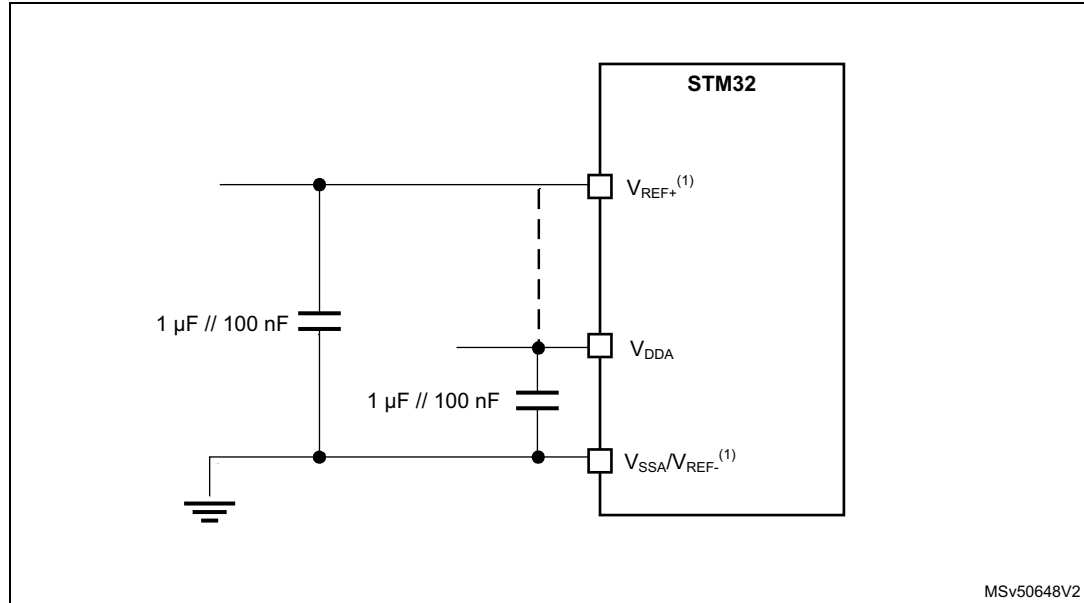 STM32
VREF+(1)
1 µF // 100 nF
VDDA
1 µF // 100 nF
VSSA/VREF-(1)
MSv50648V2